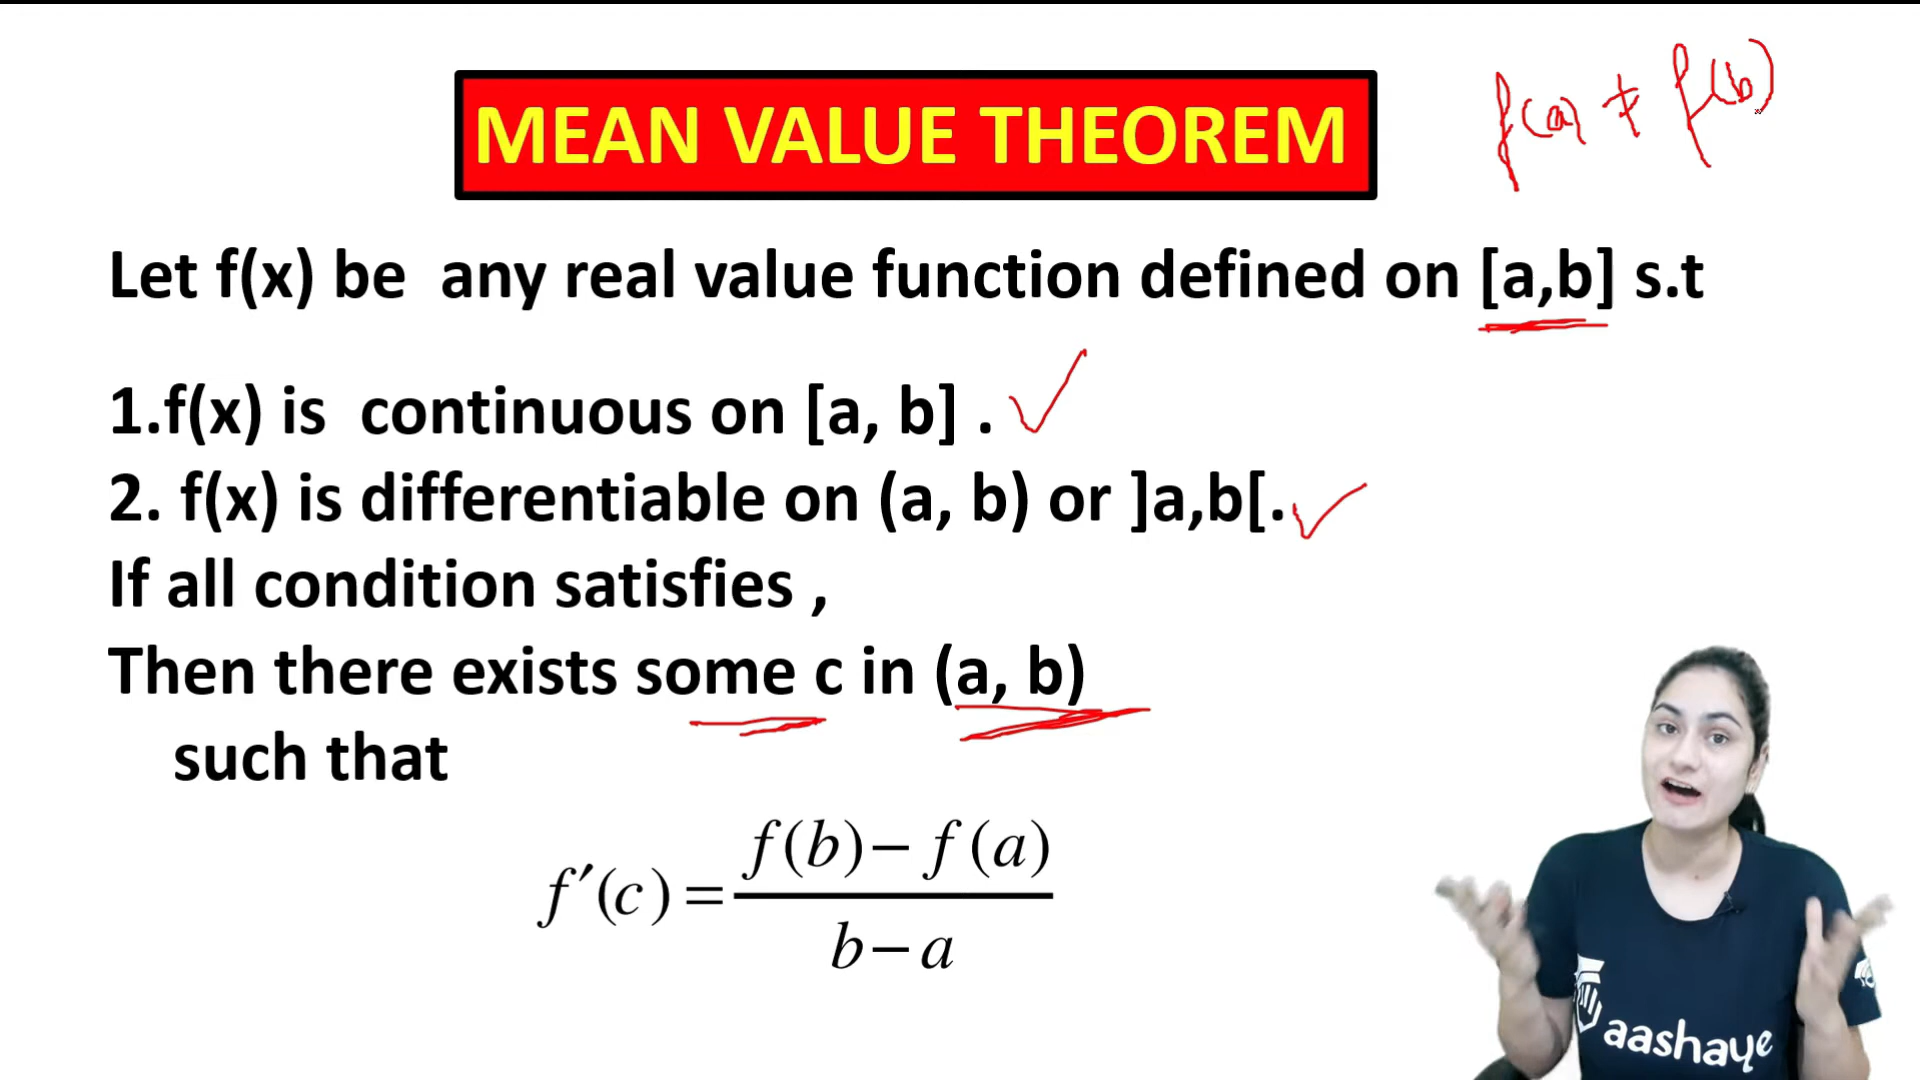 MEAN VALUE THEOREM
f(a) ≠ f(b)
Let f(x) be any real value function defined on [a,b] s.t
1.f(x) is continuous on [a, b] .
2. f(x) is differentiable on (a, b) or ]a,b[.
If all condition satisfies ,
Then there exists some c in (a, b)
such that
f′(c) = f(b) − f(a) / b − a
aashaye